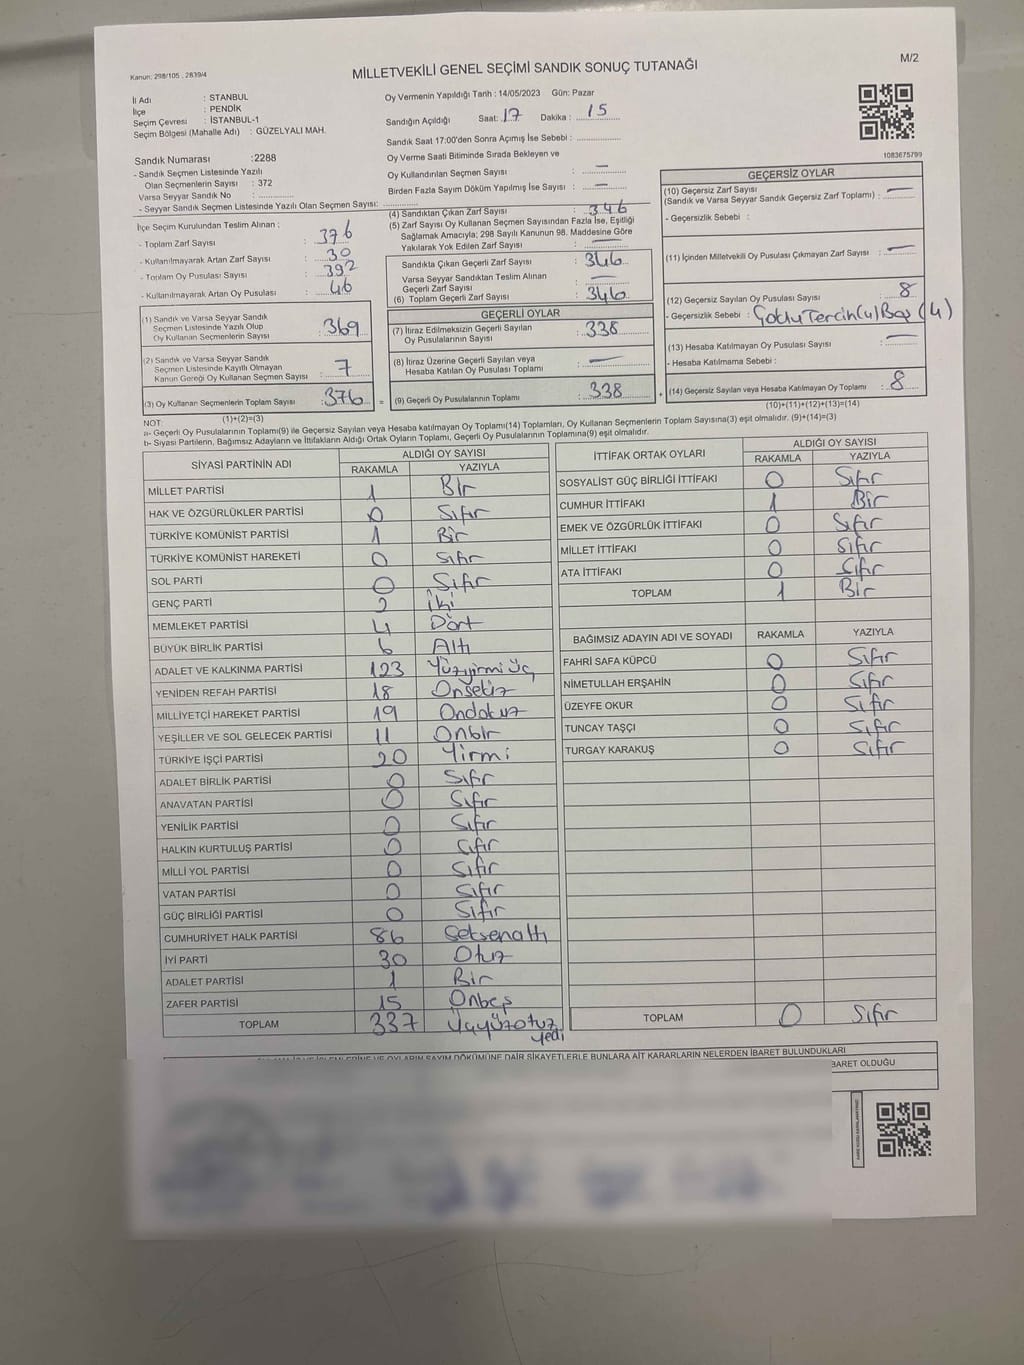 Kanun: 298/105 , 2839/4
MİLLETVEKİLİ GENEL SEÇİMİ SANDIK SONUÇ TUTANAĞI
M/2
İl Adı : STANBUL
İlçe : PENDİK
Seçim Çevresi : İSTANBUL-1
Seçim Bölgesi (Mahalle Adı) : GÜZELYALI MAH.
Sandık Numarası :2288
- Sandık Seçmen Listesinde Yazılı
Olan Seçmenlerin Sayısı : 372
Varsa Seyyar Sandık No :
- Seyyar Sandık Seçmen Listesinde Yazılı Olan Seçmen Sayısı:
Oy Vermenin Yapıldığı Tarih : 14/05/2023 Gün: Pazar
Sandığın Açıldığı Saat: 17 Dakika : 15
Sandık Saat 17:00'den Sonra Açımış İse Sebebi :
Oy Verme Saati Bitiminde Sırada Bekleyen ve
Oy Kullandırılan Seçmen Sayısı : —
Birden Fazla Sayım Döküm Yapılmış İse Sayısı : —
1083675799
İlçe Seçim Kurulundan Teslim Alınan ;
- Toplam Zarf Sayısı : 376
- Kullanılmayarak Artan Zarf Sayısı : 30
- Toplam Oy Pusulası Sayısı : 392
- Kullanılmayarak Artan Oy Pusulası : 46
(1) Sandık ve Varsa Seyyar Sandık
Seçmen Listesinde Yazılı Olup
Oy Kullanan Seçmenlerin Sayısı : 369
(2) Sandık ve Varsa Seyyar Sandık
Seçmen Listesinde Kayıtlı Olmayan
Kanun Gereği Oy Kullanan Seçmen Sayısı : 7
(3) Oy Kullanan Seçmenlerin Toplam Sayısı : 376 =
(1)+(2)=(3)
(4) Sandıktan Çıkan Zarf Sayısı : 346
(5) Zarf Sayısı Oy Kullanan Seçmen Sayısından Fazla İse, Eşitliği
Sağlamak Amacıyla; 298 Sayılı Kanunun 98. Maddesine Göre
Yakılarak Yok Edilen Zarf Sayısı : —
Sandıkta Çıkan Geçerli Zarf Sayısı : 346
Varsa Seyyar Sandıktan Teslim Alınan
Geçerli Zarf Sayısı : —
(6) Toplam Geçerli Zarf Sayısı : 346
GEÇERLİ OYLAR
(7) İtiraz Edilmeksizin Geçerli Sayılan
Oy Pusulalarının Sayısı : 338
(8) İtiraz Üzerine Geçerli Sayılan veya
Hesaba Katılan Oy Pusulası Toplamı : —
(9) Geçerli Oy Pusulalarının Toplamı : 338 +
GEÇERSİZ OYLAR
(10) Geçersiz Zarf Sayısı
(Sandık ve Varsa Seyyar Sandık Geçersiz Zarf Toplamı) : —
- Geçersizlik Sebebi :
(11) İçinden Milletvekili Oy Pusulası Çıkmayan Zarf Sayısı : —
(12) Geçersiz Sayılan Oy Pusulası Sayısı : 8
- Geçersizlik Sebebi : Çoklu Tercih(4) Boş (4)
(13) Hesaba Katılmayan Oy Pusulası Sayısı : —
- Hesaba Katılmama Sebebi :
(14) Geçersiz Sayılan veya Hesaba Katılmayan Oy Toplamı : 8
(10)+(11)+(12)+(13)=(14)
NOT:
a- Geçerli Oy Pusulalarının Toplamı(9) ile Geçersiz Sayılan veya Hesaba Katılmayan Oy Toplamı(14) Toplamları, Oy Kullanan Seçmenlerin Toplam Sayısına(3) eşit olmalıdır. (9)+(14)=(3)
b- Siyasi Partilerin, Bağımsız Adayların ve İttifakların Aldığı Ortak Oyların Toplamı, Geçerli Oy Pusulalarının Toplamına(9) eşit olmalıdır.
SİYASİ PARTİNİN ADI ALDIĞI OY SAYISI
RAKAMLA YAZIYLA
MİLLET PARTİSİ 1 Bir
HAK VE ÖZGÜRLÜKLER PARTİSİ 0 Sıfır
TÜRKİYE KOMÜNİST PARTİSİ 1 Bir
TÜRKİYE KOMÜNİST HAREKETİ 0 Sıfır
SOL PARTİ 0 Sıfır
GENÇ PARTİ 2 İki
MEMLEKET PARTİSİ 4 Dört
BÜYÜK BİRLİK PARTİSİ 6 Altı
ADALET VE KALKINMA PARTİSİ 123 Yüzyirmi üç
YENİDEN REFAH PARTİSİ 18 Onsekiz
MİLLİYETÇİ HAREKET PARTİSİ 19 Ondokuz
YEŞİLLER VE SOL GELECEK PARTİSİ 11 Onbir
TÜRKİYE İŞÇİ PARTİSİ 20 Yirmi
ADALET BİRLİK PARTİSİ 0 Sıfır
ANAVATAN PARTİSİ 0 Sıfır
YENİLİK PARTİSİ 0 Sıfır
HALKIN KURTULUŞ PARTİSİ 0 Sıfır
MİLLİ YOL PARTİSİ 0 Sıfır
VATAN PARTİSİ 0 Sıfır
GÜÇ BİRLİĞİ PARTİSİ 0 Sıfır
CUMHURİYET HALK PARTİSİ 86 Seksenaltı
İYİ PARTİ 30 Otuz
ADALET PARTİSİ 1 Bir
ZAFER PARTİSİ 15 Onbeş
TOPLAM 337 Üçyüzotuz
yedi
İTTİFAK ORTAK OYLARI ALDIĞI OY SAYISI
RAKAMLA YAZIYLA
SOSYALİST GÜÇ BİRLİĞİ İTTİFAKI 0 Sıfır
CUMHUR İTTİFAKI 1 Bir
EMEK VE ÖZGÜRLÜK İTTİFAKI 0 Sıfır
MİLLET İTTİFAKI 0 Sıfır
ATA İTTİFAKI 0 Sıfır
TOPLAM 1 Bir
BAĞIMSIZ ADAYIN ADI VE SOYADI RAKAMLA YAZIYLA
FAHRİ SAFA KÜPCÜ 0 Sıfır
NİMETULLAH ERŞAHİN 0 Sıfır
ÜZEYFE OKUR 0 Sıfır
TUNCAY TAŞÇI 0 Sıfır
TURGAY KARAKUŞ 0 Sıfır
TOPLAM 0 Sıfır
OYLARIN SAYIM DÖKÜMÜNE DAİR ŞİKAYETLERLE BUNLARA AİT KARARLARIN NELERDEN İBARET BULUNDUKLARI
BARET OLDUĞU